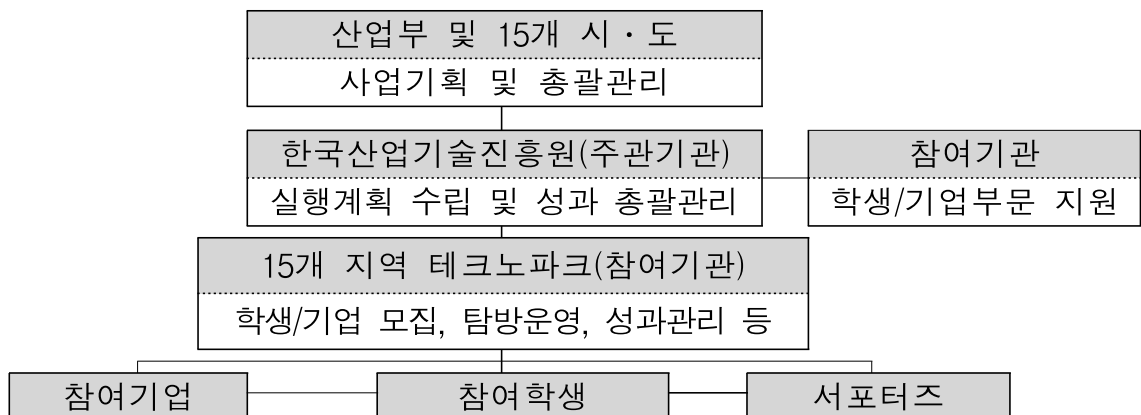 산업부 및 15개 시·도
사업기획 및 총괄관리
한국산업기술진흥원(주관기관)
실행계획 수립 및 성과 총괄관리
참여기관
학생/기업부문 지원
15개 지역 테크노파크(참여기관)
학생/기업 모집, 탐방운영, 성과관리 등
참여기업
참여학생
서포터즈